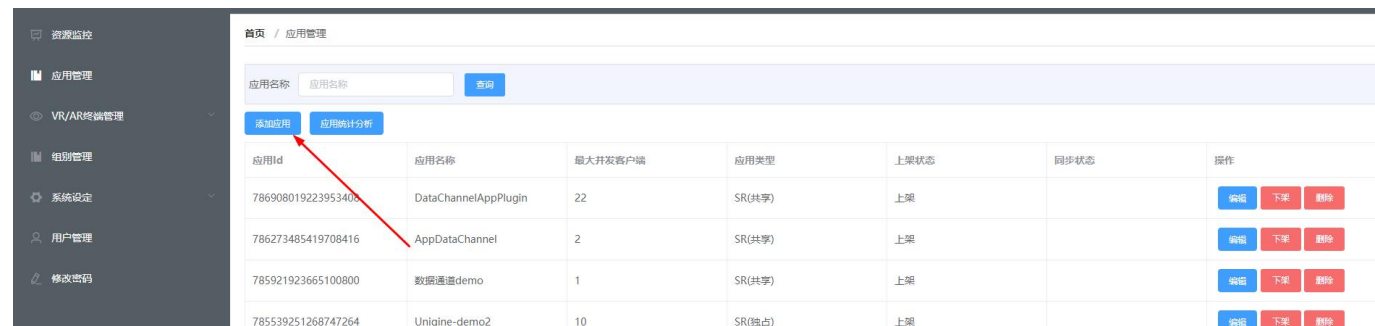 资源监控
应用管理
VR/AR终端管理
组别管理
系统设定
用户管理
修改密码
首页 / 应用管理
应用名称 应用名称 查询
添加应用 应用统计分析
应用Id 应用名称 最大并发客户端 应用类型 上架状态 同步状态 操作
786908019223953408 DataChannelAppPlugin 22 SR(共享) 上架 编辑 下架 删除
786273485419708416 AppDataChannel 2 SR(共享) 上架 编辑 下架 删除
785921923665100800 数据通道demo 1 SR(共享) 上架 编辑 下架 删除
785539251268747264 Unigine-demo2 10 SR(独占) 上架 编辑 下架 删除